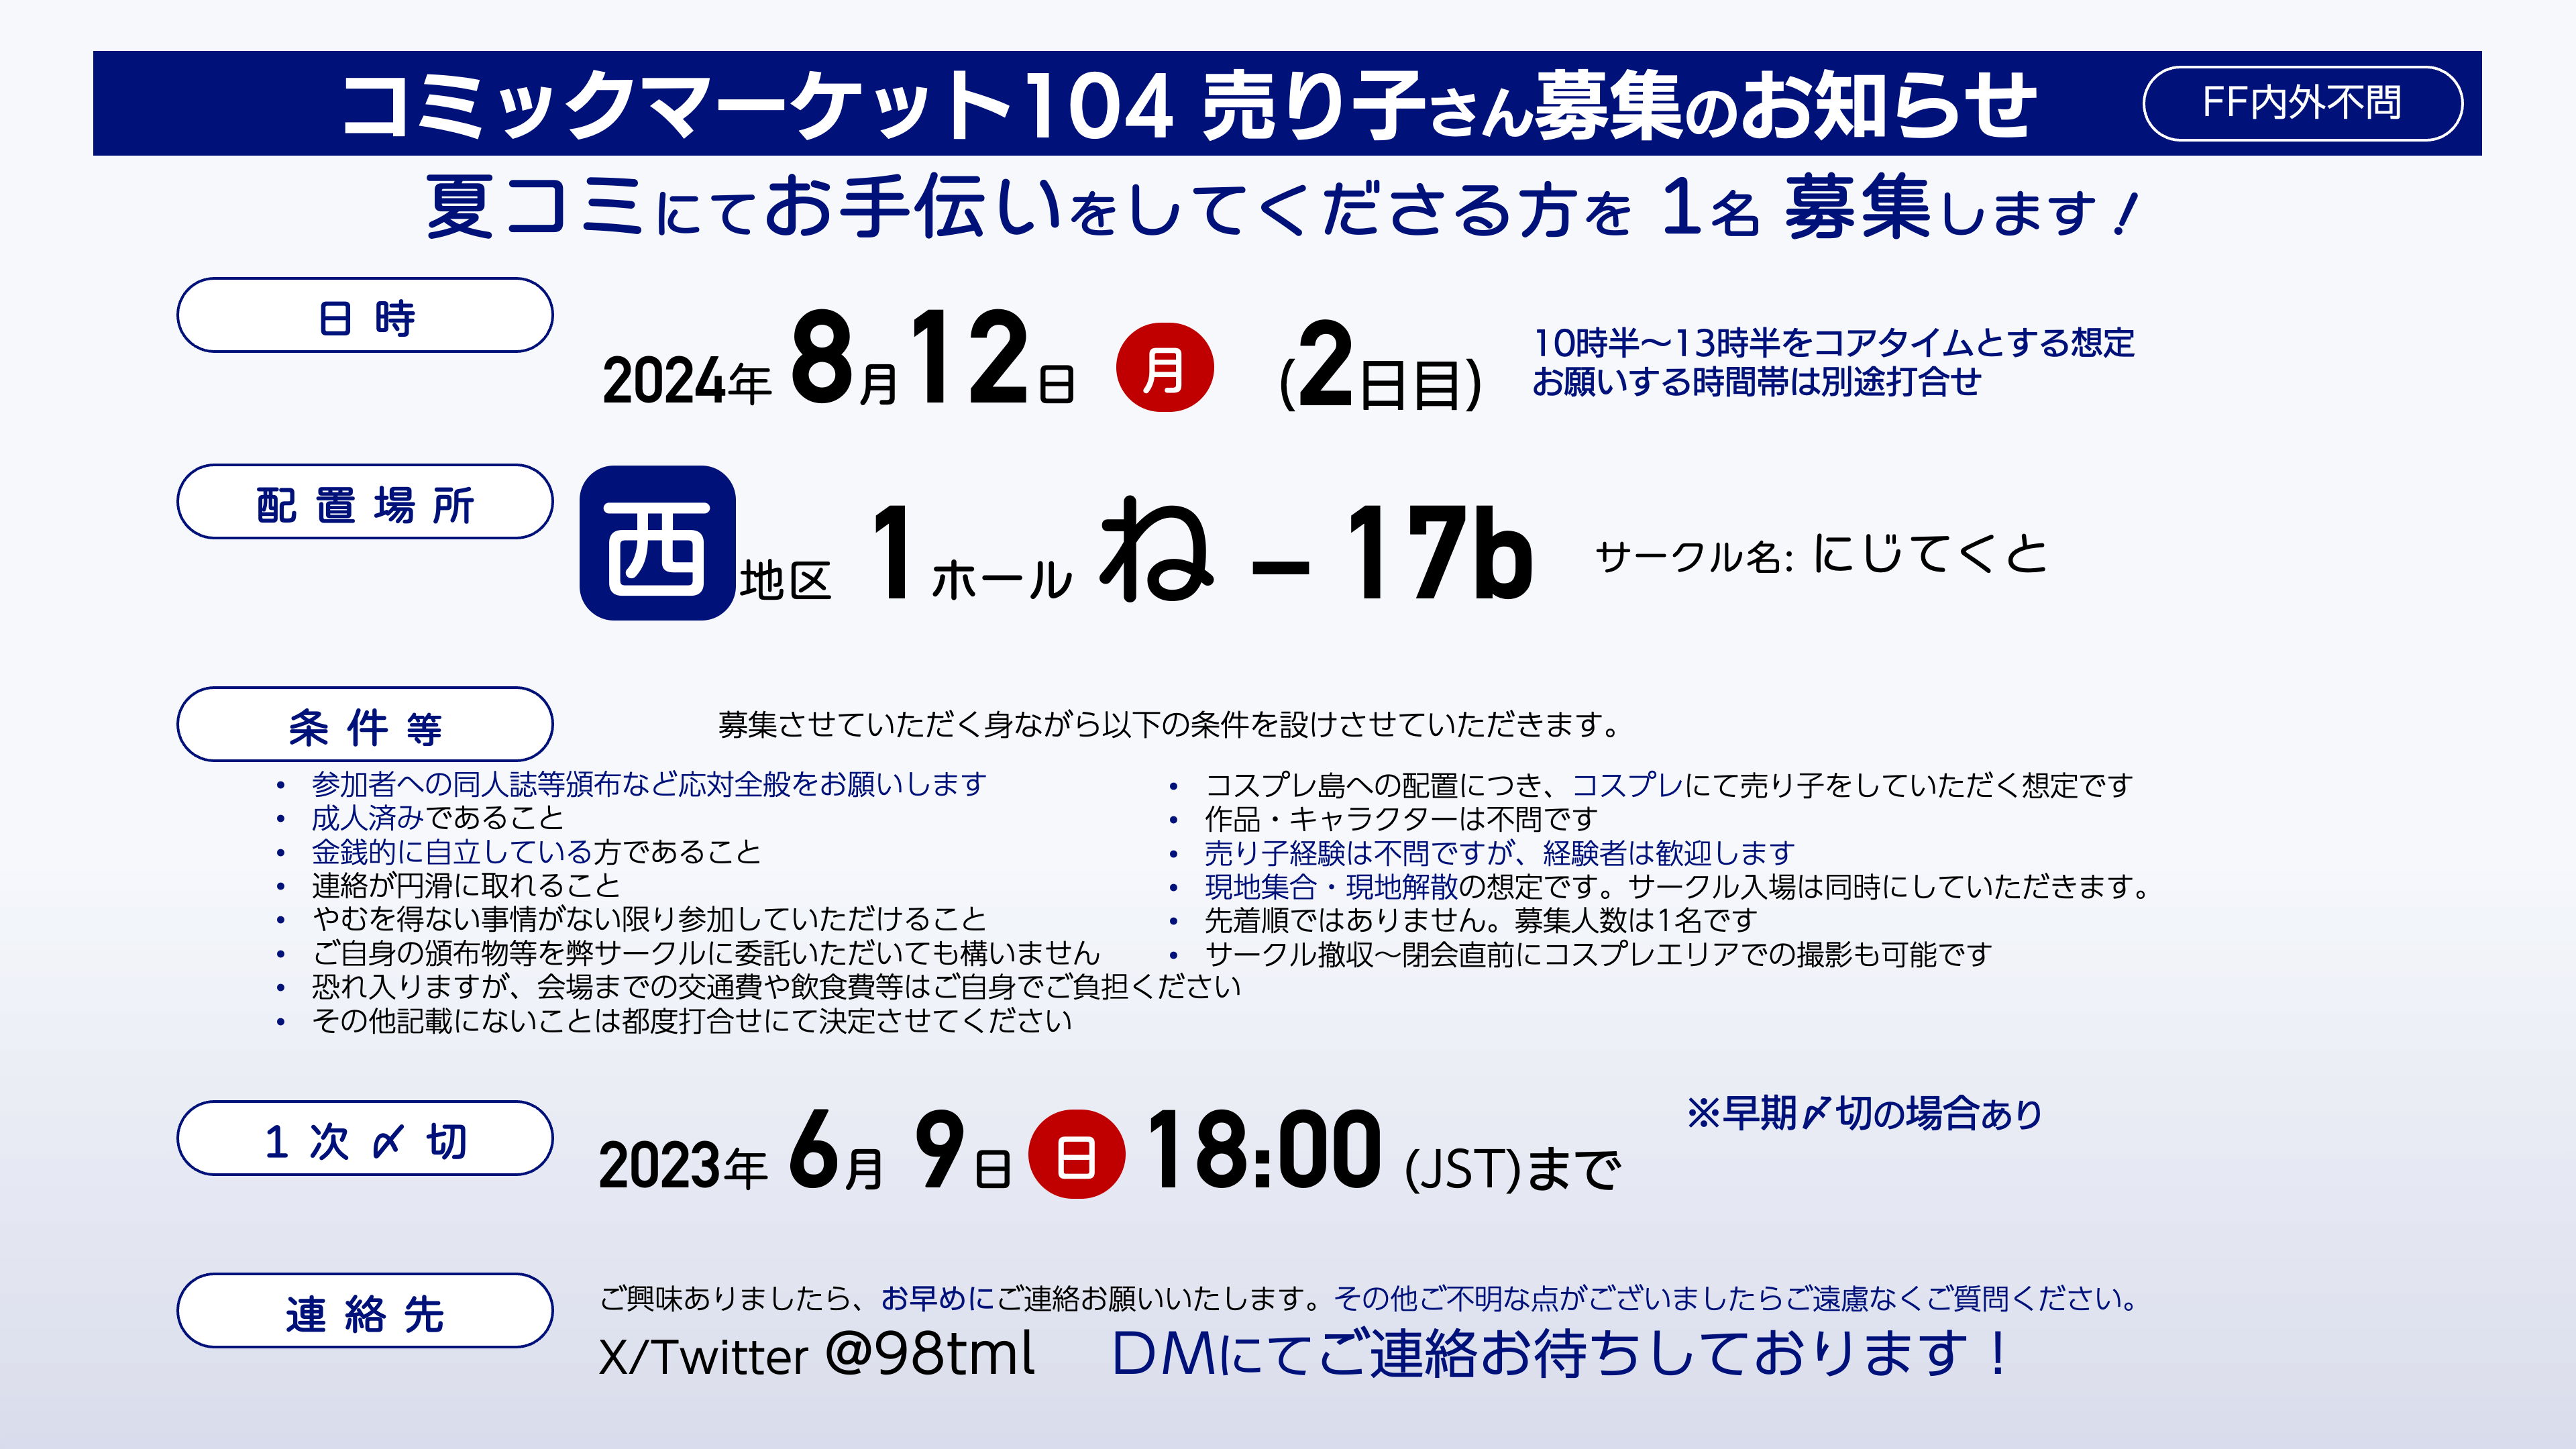 コミックマーケット104 売り子さん募集のお知らせ FF内外不問
夏コミにてお手伝いをしてくださる方を 1名 募集します！
日時
2024年 8月12日 月 (2日目)
10時半～13時半をコアタイムとする想定
お願いする時間帯は別途打合せ
配置場所
西地区 1ホール ね – 17b サークル名: にじてくと
条件等
募集させていただく身ながら以下の条件を設けさせていただきます。
• 参加者への同人誌等頒布など応対全般をお願いします
• 成人済みであること
• 金銭的に自立している方であること
• 連絡が円滑に取れること
• やむを得ない事情がない限り参加していただけること
• ご自身の頒布物等を弊サークルに委託いただいても構いません
• 恐れ入りますが、会場までの交通費や飲食費等はご自身でご負担ください
• その他記載にないことは都度打合せにて決定させてください
• コスプレ島への配置につき、コスプレにて売り子をしていただく想定です
• 作品・キャラクターは不問です
• 売り子経験は不問ですが、経験者は歓迎します
• 現地集合・現地解散の想定です。サークル入場は同時にしていただきます。
• 先着順ではありません。募集人数は1名です
• サークル撤収～閉会直前にコスプレエリアでの撮影も可能です
1次〆切
2023年 6月 9日 日 18:00 (JST)まで
※早期〆切の場合あり
連絡先
ご興味ありましたら、お早めにご連絡お願いいたします。その他ご不明な点がございましたらご遠慮なくご質問ください。
X/Twitter @98tml DMにてご連絡お待ちしております！